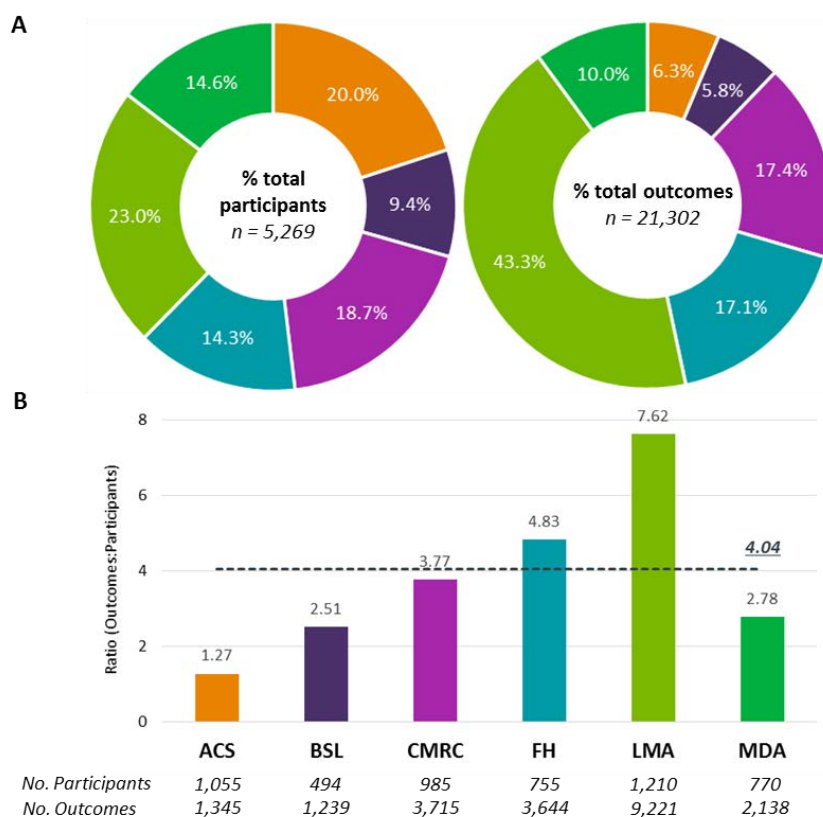 A
14.6%
20.0%
23.0%
9.4%
14.3%
18.7%
% total
participants
n = 5,269
10.0%
6.3%
5.8%
17.4%
43.3%
17.1%
% total outcomes
n = 21,302
B
Ratio (Outcomes:Participants)
8
6
4
2
0
1.27
2.51
3.77
4.83
7.62
2.78
4.04
ACS BSL CMRC FH LMA MDA
No. Participants 1,055 494 985 755 1,210 770
No. Outcomes 1,345 1,239 3,715 3,644 9,221 2,138